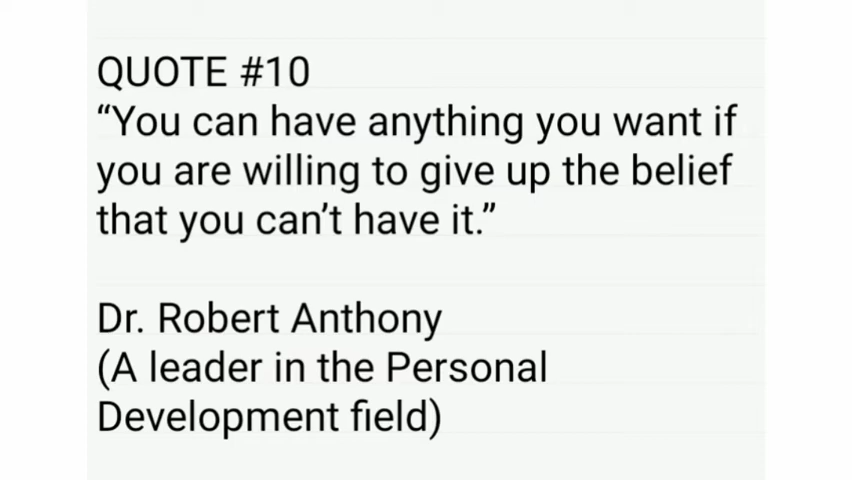 QUOTE #10
“You can have anything you want if
you are willing to give up the belief
that you can’t have it.”
Dr. Robert Anthony
(A leader in the Personal
Development field)